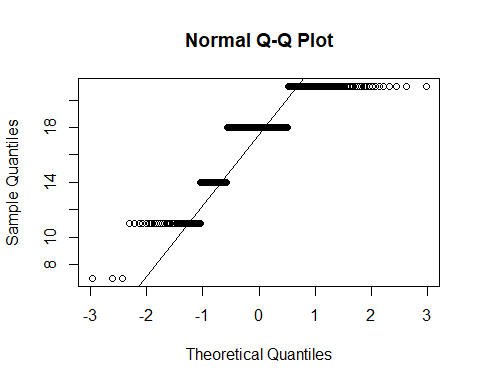 Normal Q-Q Plot
Sample Quantiles
18
14
10
8
-3 -2 -1 0 1 2 3
Theoretical Quantiles